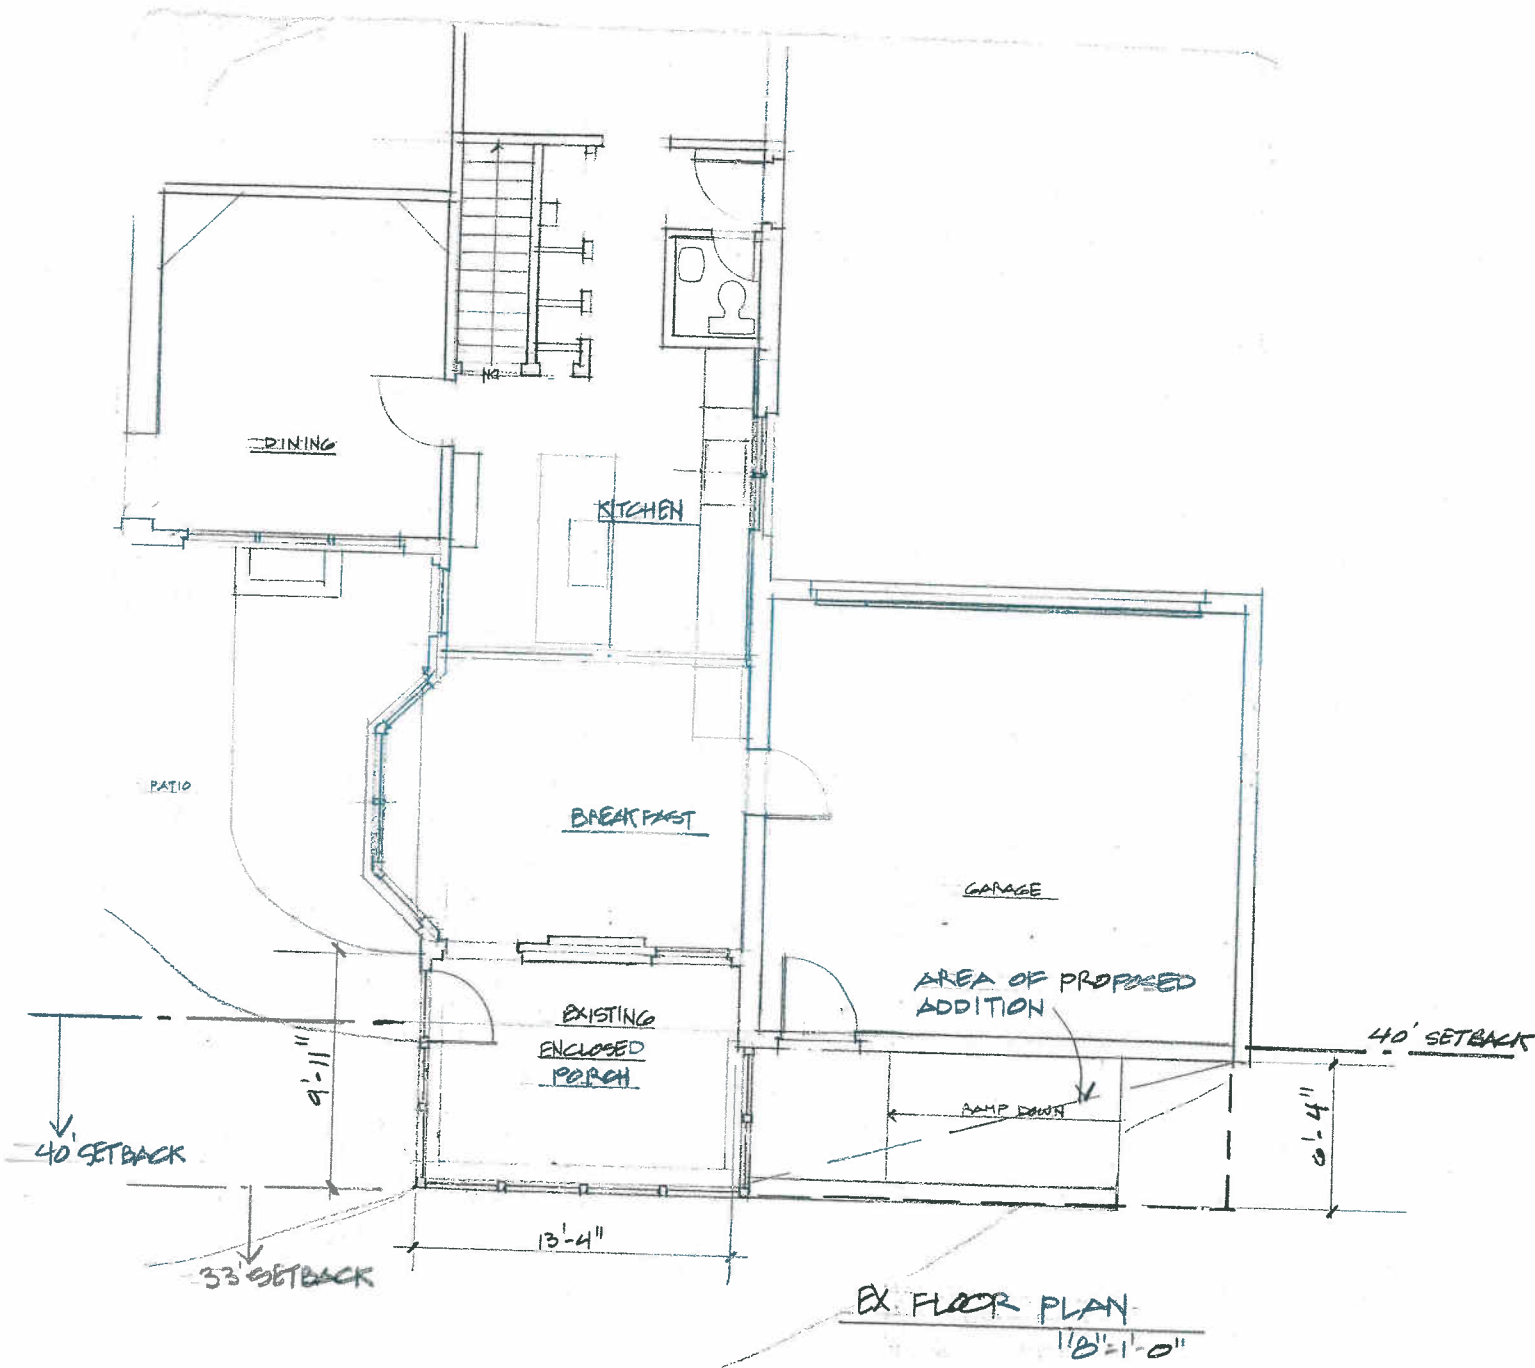 DINING
KITCHEN
PATIO
BREAKFAST
GARAGE
AREA OF PROPOSED
ADDITION
EXISTING
ENCLOSED
PORCH
40' SETBACK
9'-11"
RAMP DOWN
6'-4"
40' SETBACK
13'-4"
33' SETBACK
EX FLOOR PLAN
1/8"=1'-0"